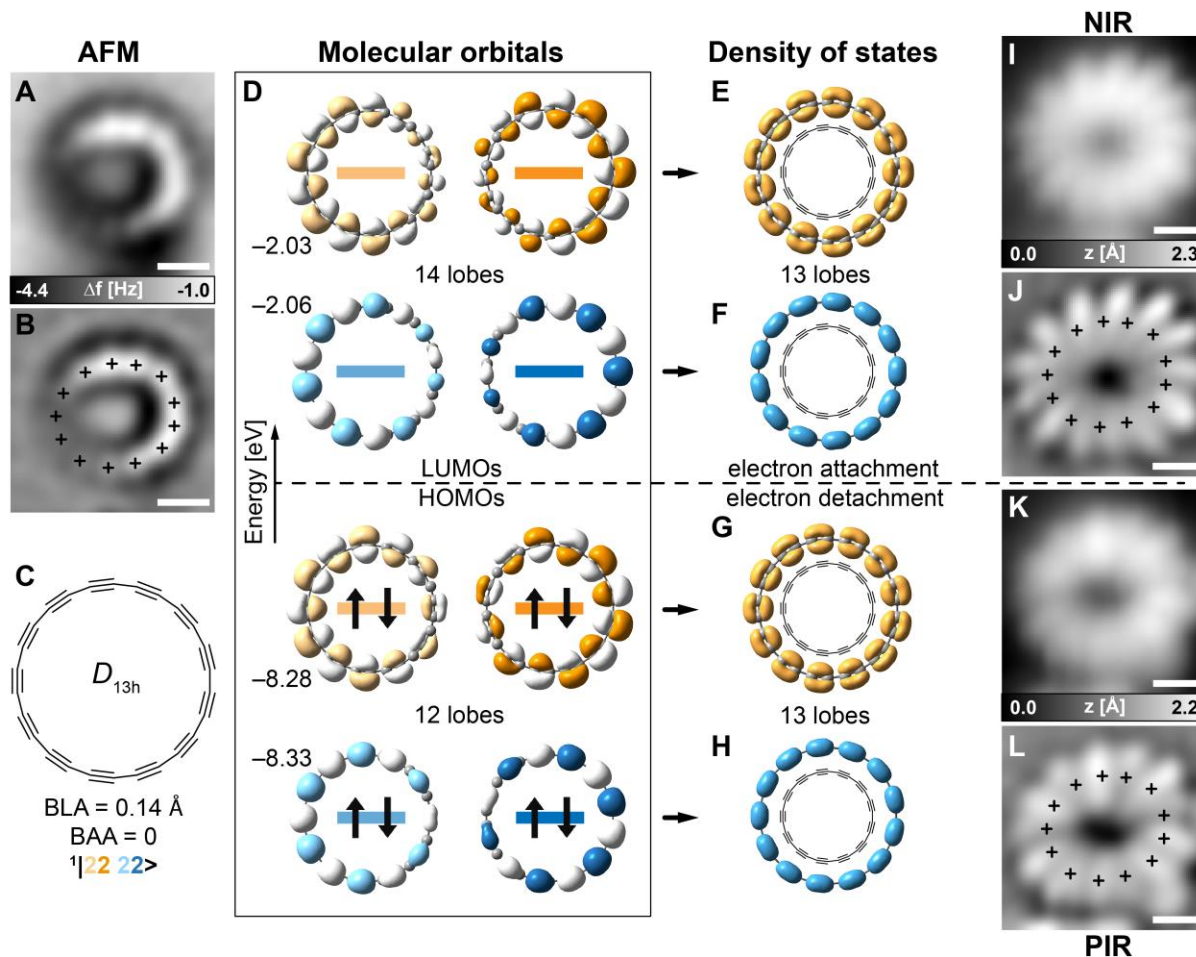 AFM
Molecular orbitals
Density of states
NIR
A
D
E
I
–2.03
14 lobes
13 lobes
-4.4 Δf [Hz] -1.0
0.0 z [Å] 2.3
B
–2.06
F
J
LUMOs
electron attachment
Energy [eV]
HOMOs
electron detachment
G
K
C
D13h
–8.28
12 lobes
13 lobes
0.0 z [Å] 2.2
–8.33
H
L
BLA = 0.14 Å
BAA = 0
¹|22 22>
PIR